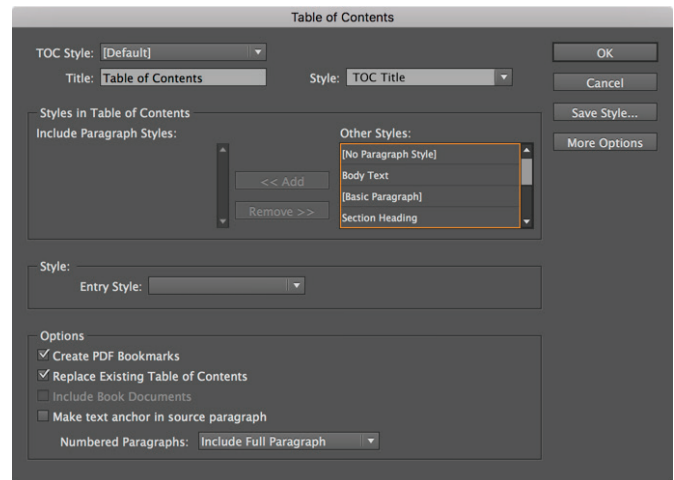 Table of Contents
TOC Style: [Default]
OK
Title: Table of Contents Style: TOC Title
Cancel
Styles in Table of Contents
Save Style...
Include Paragraph Styles: Other Styles:
More Options
[No Paragraph Style]
Body Text
<< Add
[Basic Paragraph]
Remove >>
Section Heading
Style:
Entry Style:
Options
Create PDF Bookmarks
Replace Existing Table of Contents
Include Book Documents
Make text anchor in source paragraph
Numbered Paragraphs: Include Full Paragraph